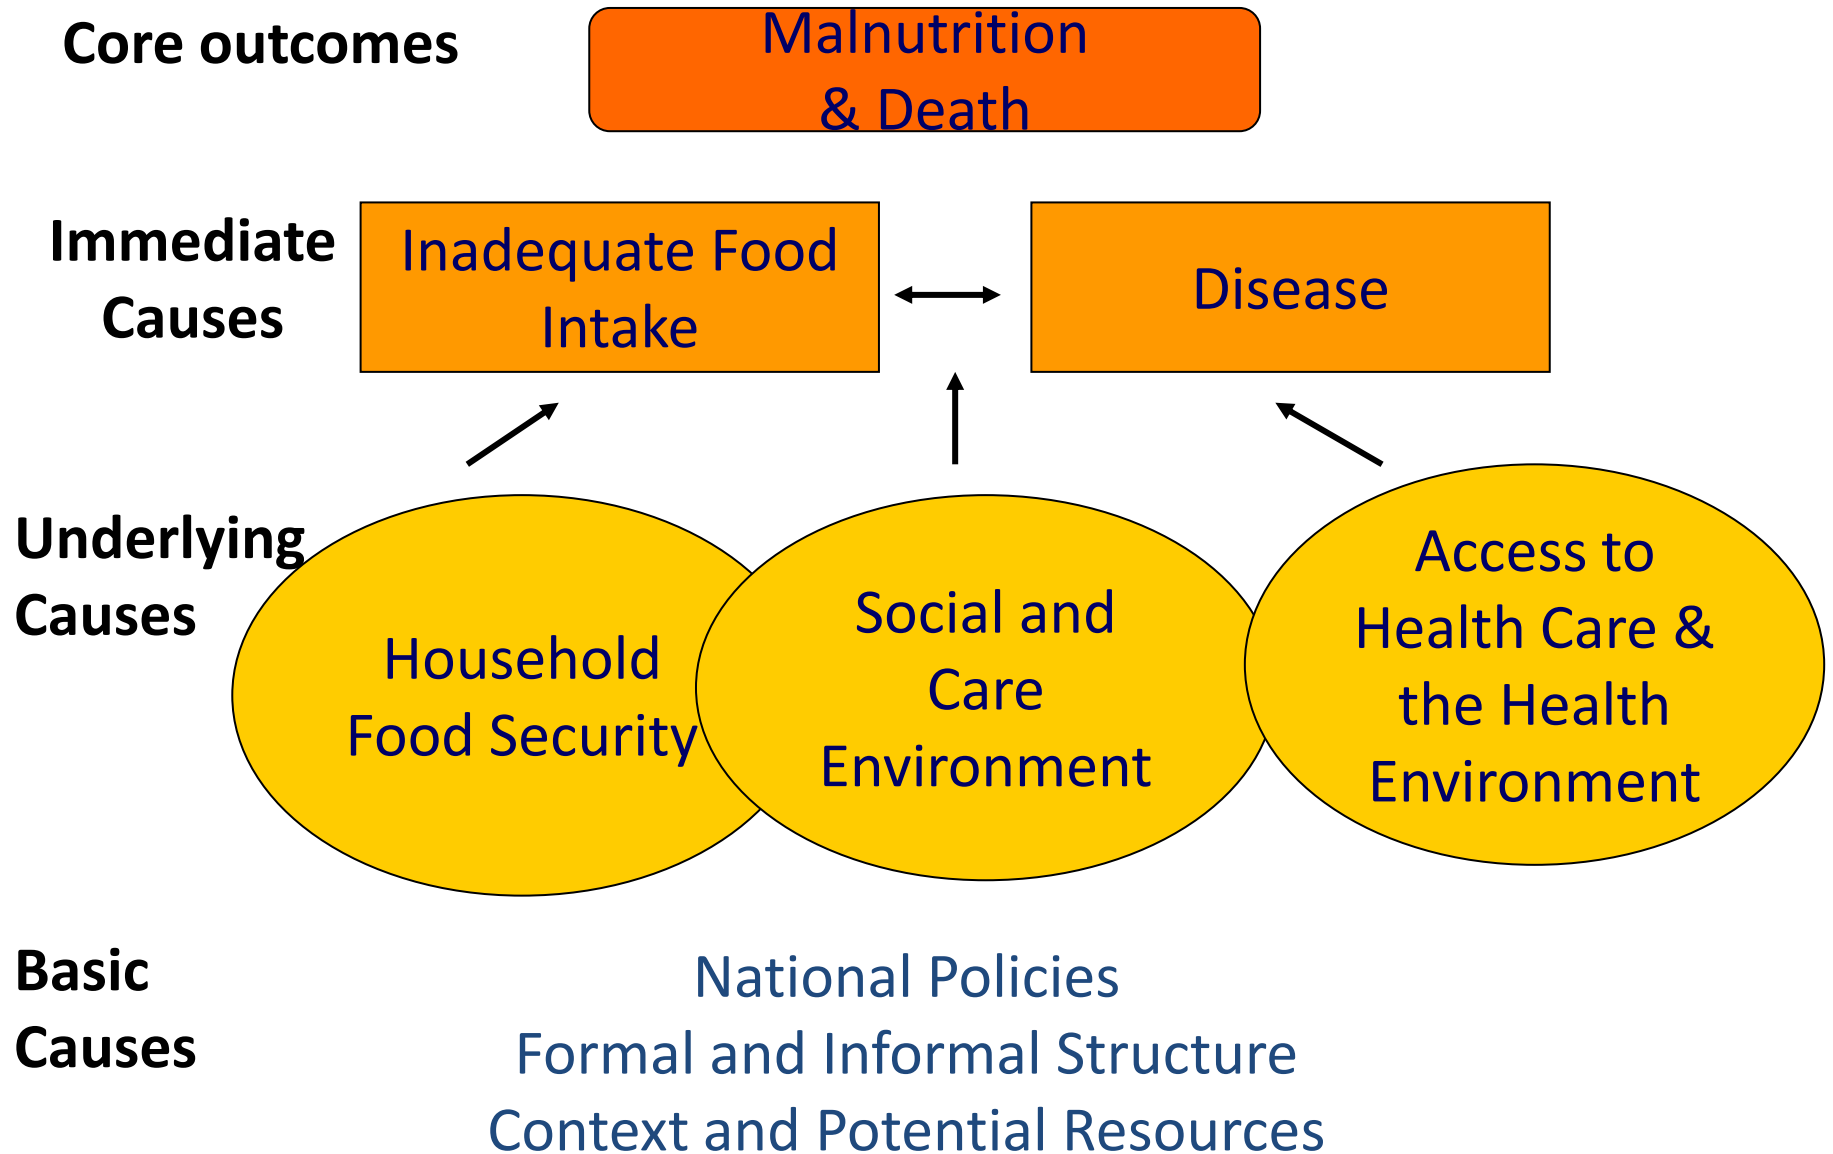 Core outcomes
Malnutrition
& Death
Immediate
Causes
Inadequate Food
Intake
Disease
Underlying
Causes
Household
Food Security
Social and
Care
Environment
Access to
Health Care &
the Health
Environment
Basic
Causes
National Policies
Formal and Informal Structure
Context and Potential Resources